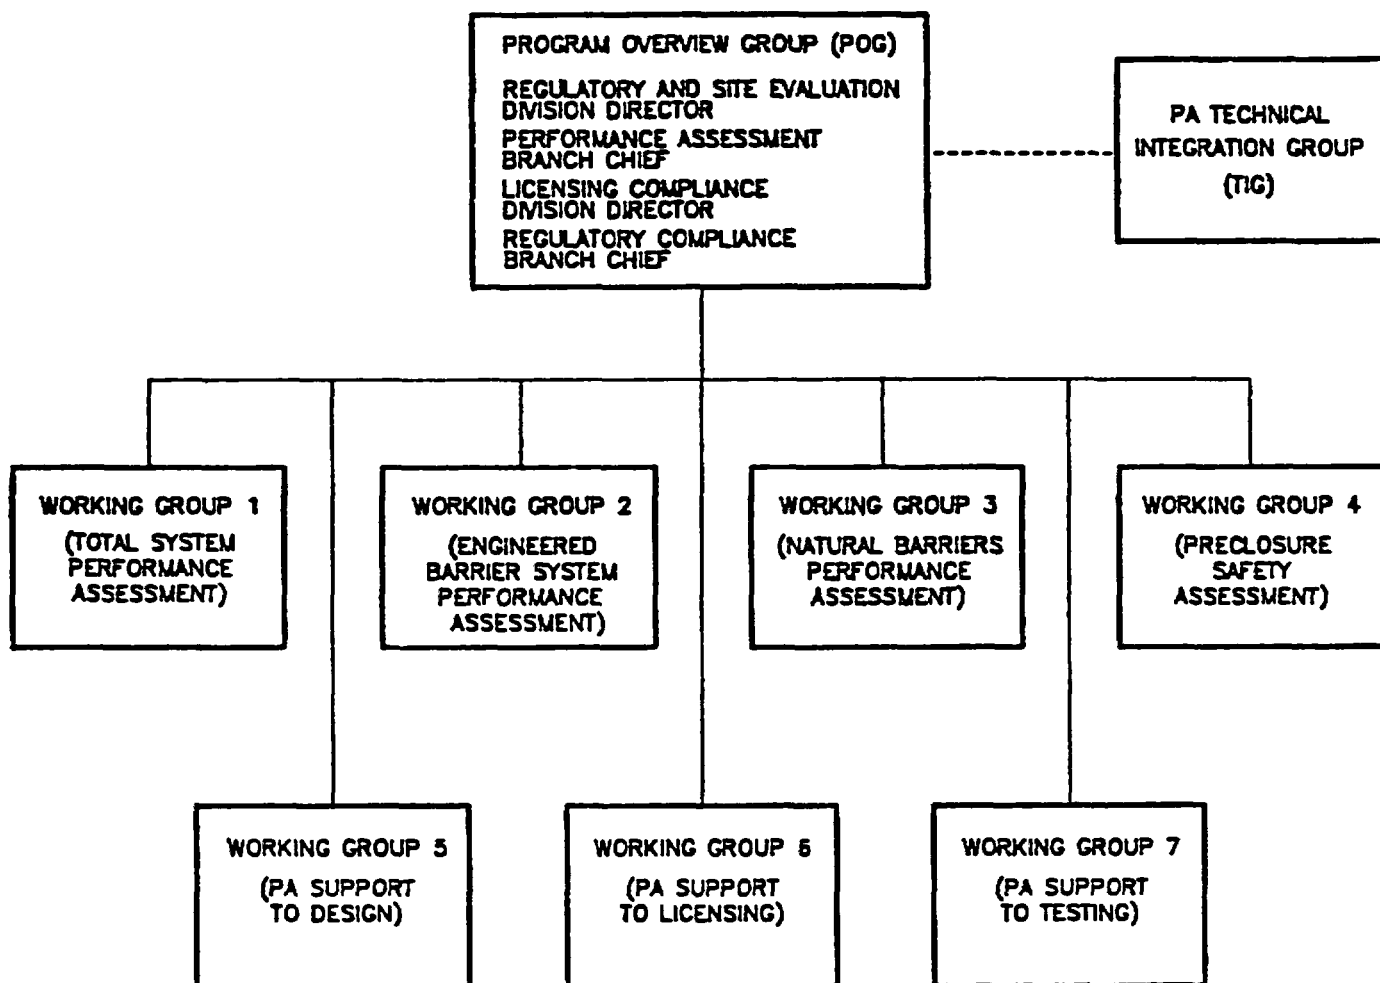 PROGRAM OVERVIEW GROUP (POG)
REGULATORY AND SITE EVALUATION
DIVISION DIRECTOR
PERFORMANCE ASSESSMENT
BRANCH CHIEF
LICENSING COMPLIANCE
DIVISION DIRECTOR
REGULATORY COMPLIANCE
BRANCH CHIEF
PA TECHNICAL
INTEGRATION GROUP
(TIG)
WORKING GROUP 1
(TOTAL SYSTEM
PERFORMANCE
ASSESSMENT)
WORKING GROUP 2
(ENGINEERED
BARRIER SYSTEM
PERFORMANCE
ASSESSMENT)
WORKING GROUP 3
(NATURAL BARRIERS
PERFORMANCE
ASSESSMENT)
WORKING GROUP 4
(PRECLOSURE
SAFETY
ASSESSMENT)
WORKING GROUP 5
(PA SUPPORT
TO DESIGN)
WORKING GROUP 6
(PA SUPPORT
TO LICENSING)
WORKING GROUP 7
(PA SUPPORT
TO TESTING)